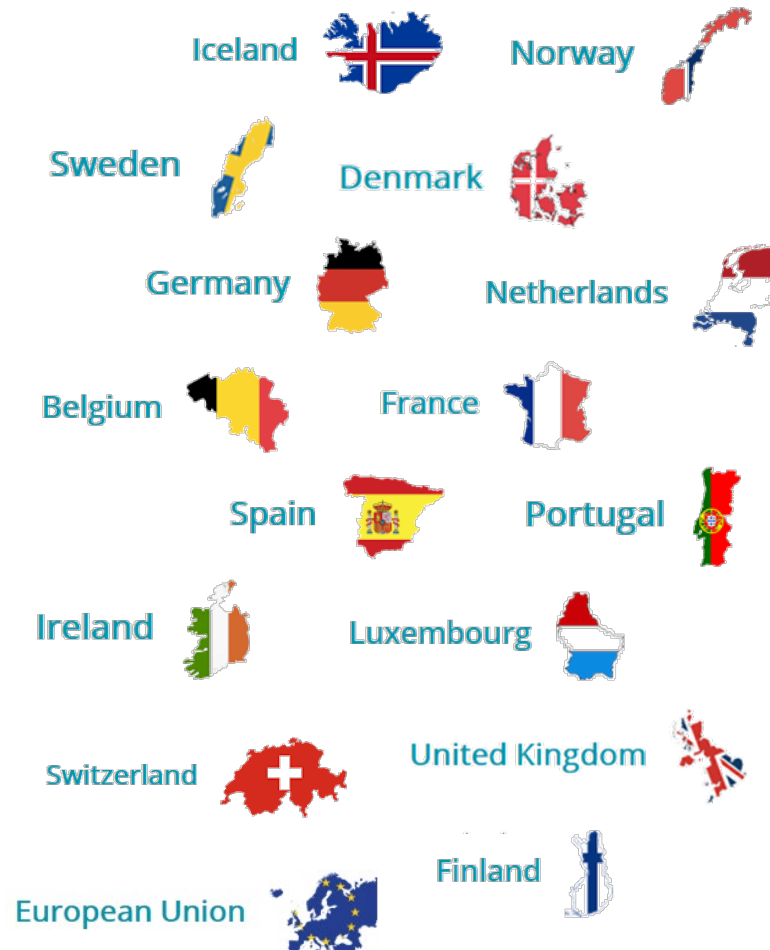 Iceland
Norway
Sweden
Denmark
Germany
Netherlands
Belgium
France
Spain
Portugal
Ireland
Luxembourg
United Kingdom
Switzerland
Finland
European Union